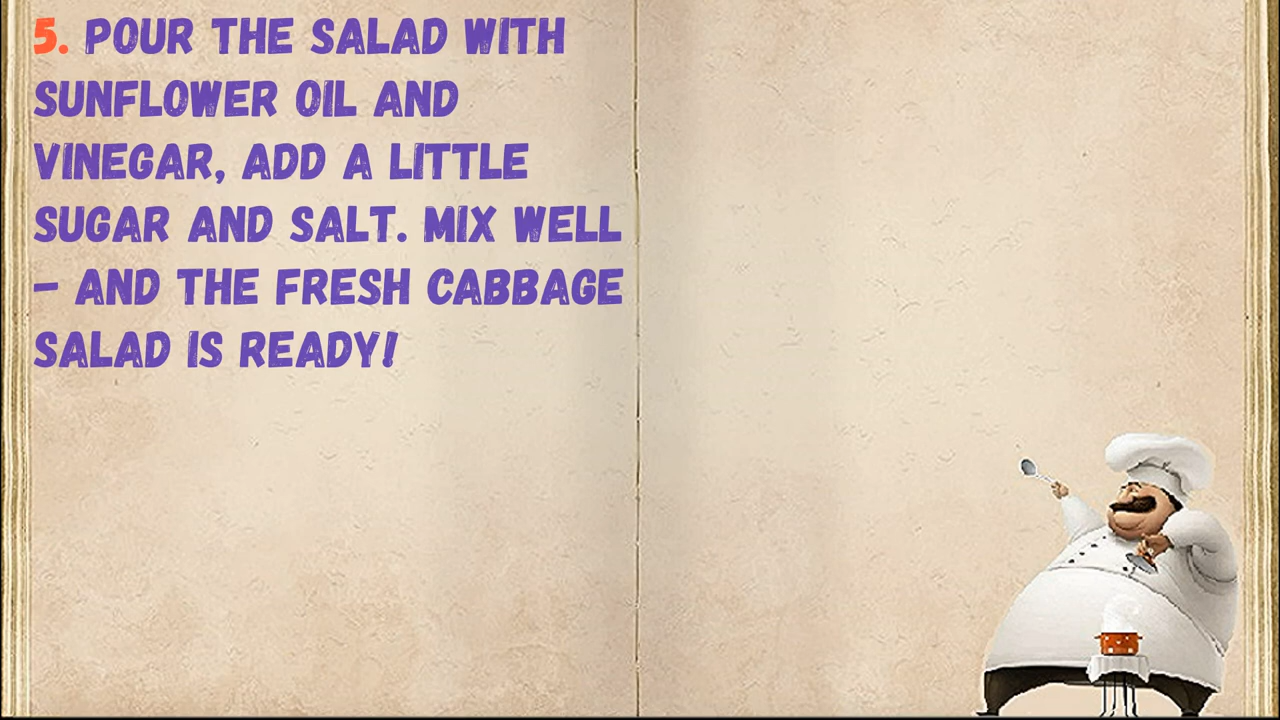 5. POUR THE SALAD WITH
SUNFLOWER OIL AND
VINEGAR, ADD A LITTLE
SUGAR AND SALT. MIX WELL
– AND THE FRESH CABBAGE
SALAD IS READY!